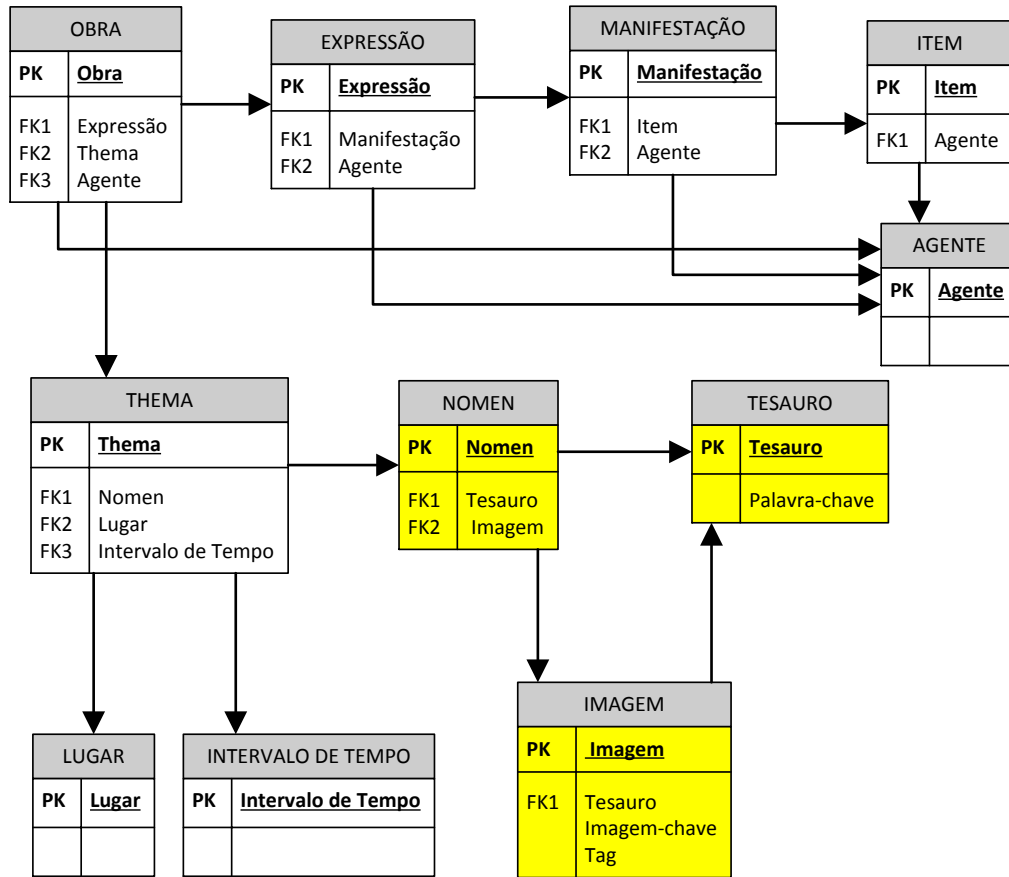 OBRA
PK Obra
FK1 Expressão
FK2 Thema
FK3 Agente
EXPRESSÃO
PK Expressão
FK1 Manifestação
FK2 Agente
MANIFESTAÇÃO
PK Manifestação
FK1 Item
FK2 Agente
ITEM
PK Item
FK1 Agente
AGENTE
PK Agente
THEMA
PK Thema
FK1 Nomen
FK2 Lugar
FK3 Intervalo de Tempo
NOMEN
PK Nomen
FK1 Tesauro
FK2 Imagem
TESAURO
PK Tesauro
Palavra-chave
LUGAR
PK Lugar
INTERVALO DE TEMPO
PK Intervalo de Tempo
IMAGEM
PK Imagem
FK1 Tesauro
Imagem-chave
Tag